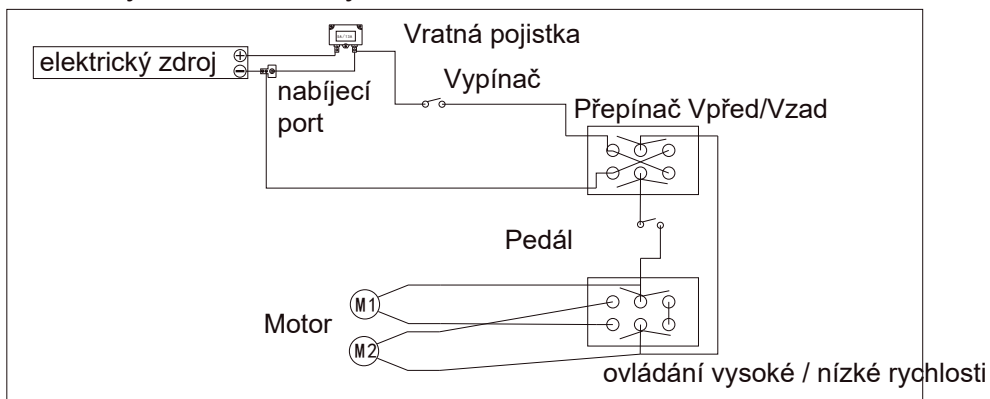 Vratná pojistka
elektrický zdroj
nabíjecí
port
Vypínač
Přepínač Vpřed/Vzad
Pedál
M1
Motor
M2
ovládání vysoké / nízké rychlosti